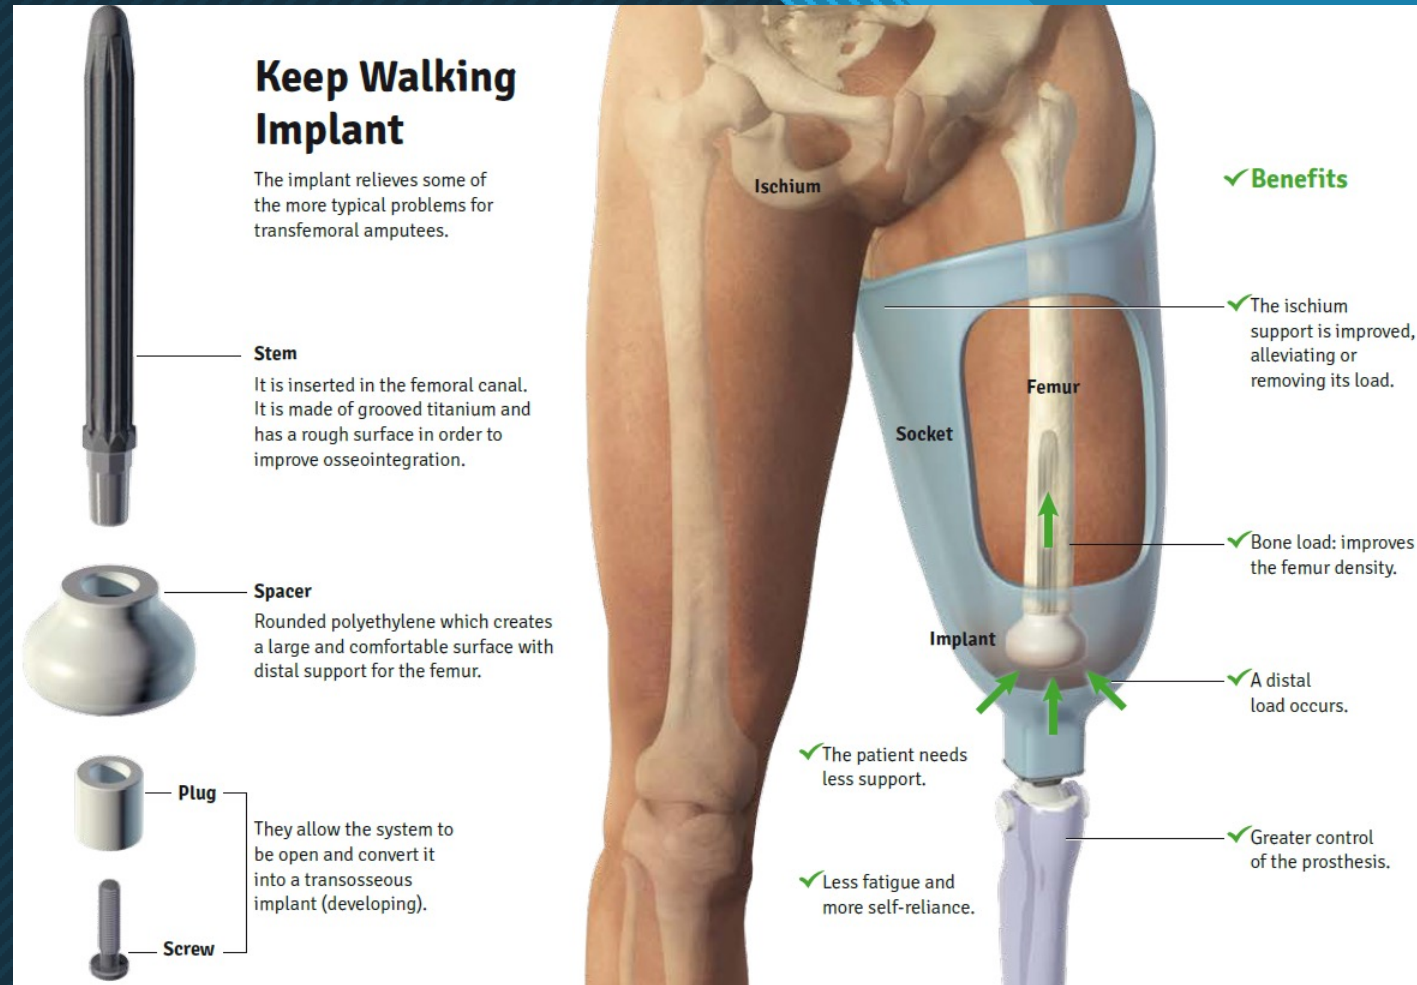 Keep Walking
Implant
The implant relieves some of
the more typical problems for
transfemoral amputees.
Stem
It is inserted in the femoral canal.
It is made of grooved titanium and
has a rough surface in order to
improve osseointegration.
Spacer
Rounded polyethylene which creates
a large and comfortable surface with
distal support for the femur.
Plug
They allow the system to
be open and convert it
into a transosseous
implant (developing).
Screw
Ischium
Femur
Socket
Implant
The patient needs
less support.
Less fatigue and
more self-reliance.
Benefits
The ischium
support is improved,
alleviating or
removing its load.
Bone load: improves
the femur density.
A distal
load occurs.
Greater control
of the prosthesis.